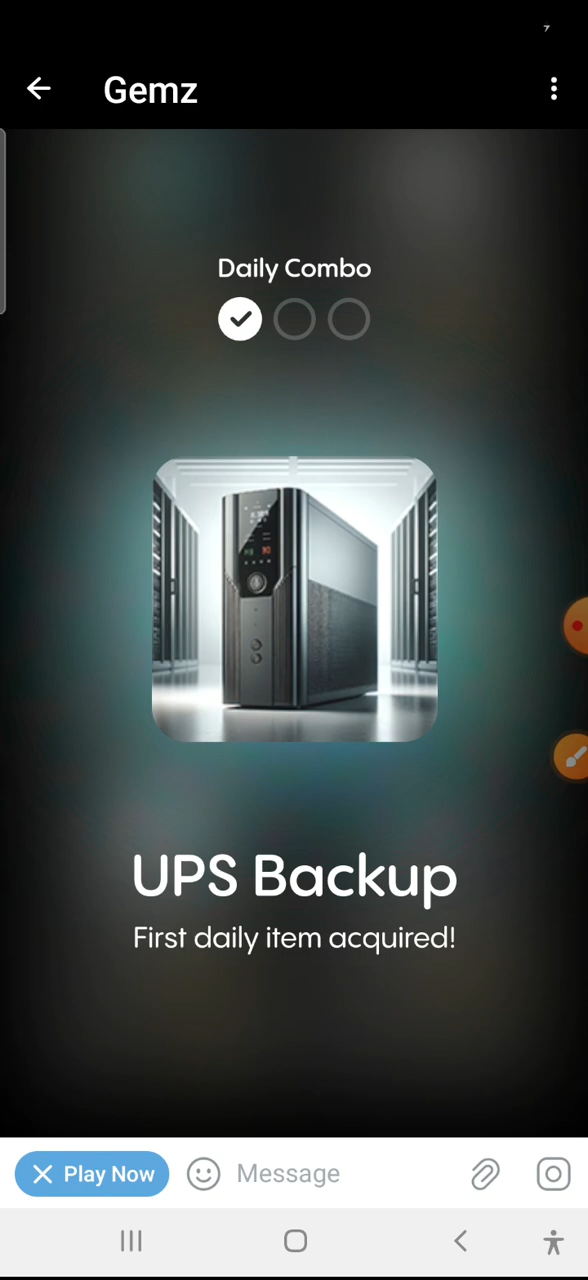 Gemz
Daily Combo
UPS Backup
First daily item acquired!
Play Now
Message